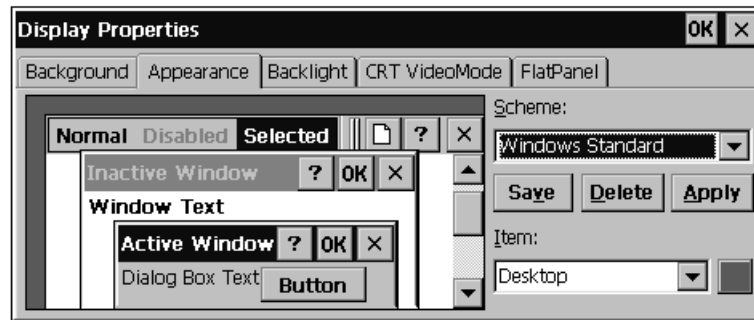 Display Properties OK ×
Background Appearance Backlight CRT VideoMode FlatPanel
Scheme:
Normal Disabled Selected ? ×
Windows Standard
Inactive Window ? OK ×
Save Delete Apply
Window Text
Active Window ? OK ×
Item:
Dialog Box Text Button
Desktop